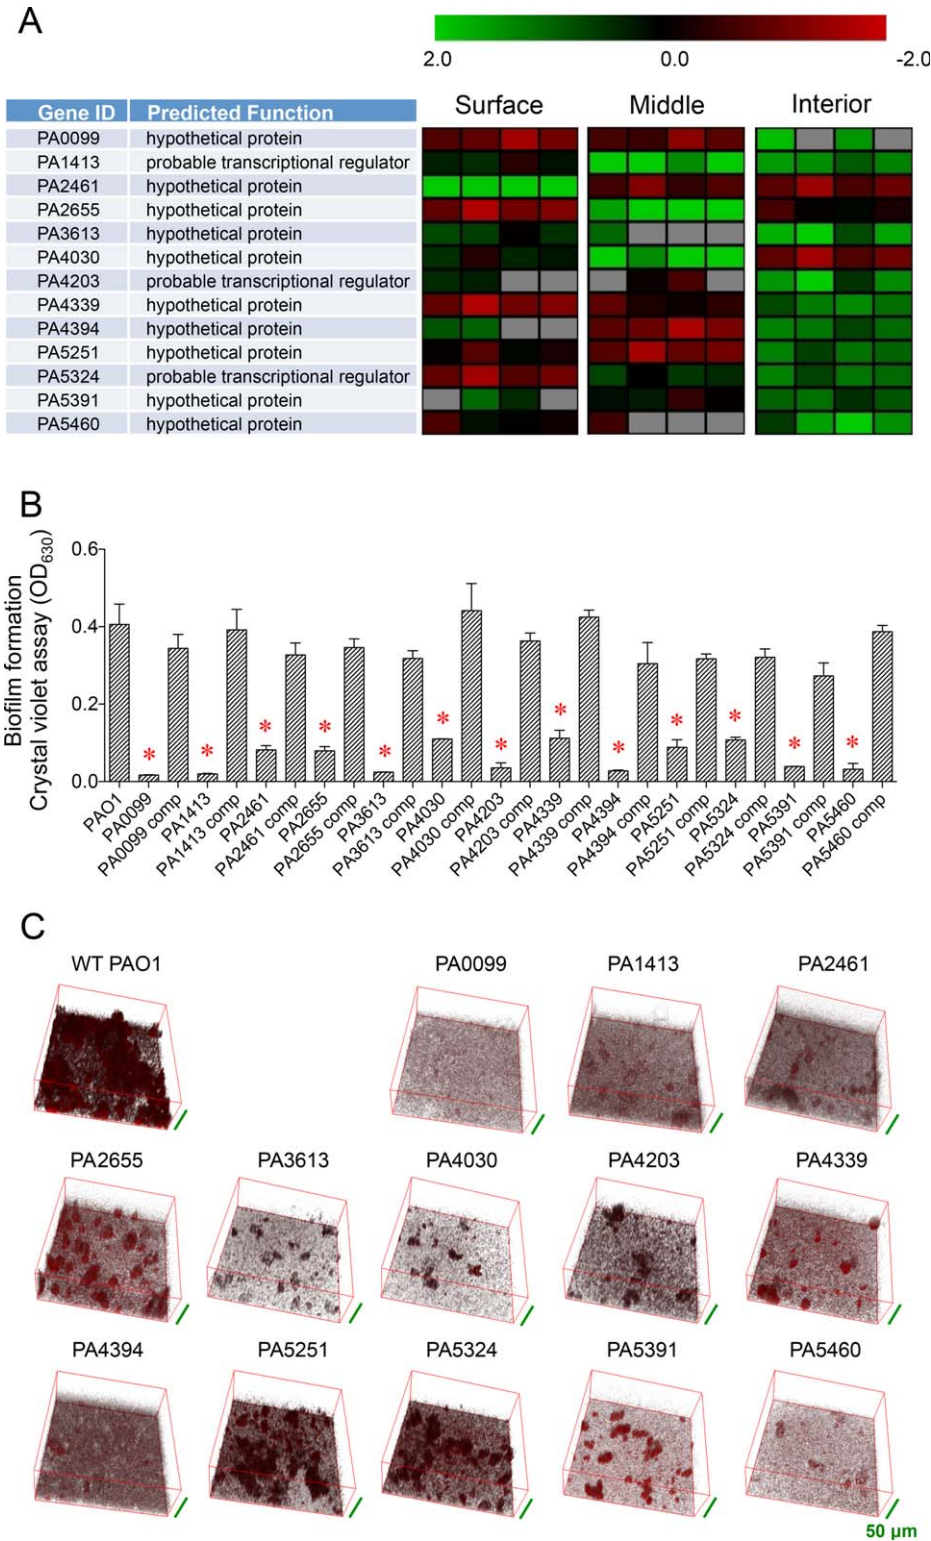 A
2.0 0.0 -2.0
Gene ID Predicted Function Surface Middle Interior
PA0099 hypothetical protein
PA1413 probable transcriptional regulator
PA2461 hypothetical protein
PA2655 hypothetical protein
PA3613 hypothetical protein
PA4030 hypothetical protein
PA4203 probable transcriptional regulator
PA4339 hypothetical protein
PA4394 hypothetical protein
PA5251 hypothetical protein
PA5324 probable transcriptional regulator
PA5391 hypothetical protein
PA5460 hypothetical protein
B
Biofilm formation
Crystal violet assay (OD630)
0.6
0.4
0.2
0.0
* * * * * * * * * * * * *
PAO1
PA0099
PA0099 comp
PA1413
PA1413 comp
PA2461
PA2461 comp
PA2655
PA2655 comp
PA3613
PA3613 comp
PA4030
PA4030 comp
PA4203
PA4203 comp
PA4339
PA4339 comp
PA4394
PA4394 comp
PA5251
PA5251 comp
PA5324
PA5324 comp
PA5391
PA5391 comp
PA5460
PA5460 comp
C
WT PAO1 PA0099 PA1413 PA2461
PA2655 PA3613 PA4030 PA4203 PA4339
PA4394 PA5251 PA5324 PA5391 PA5460
50 µm